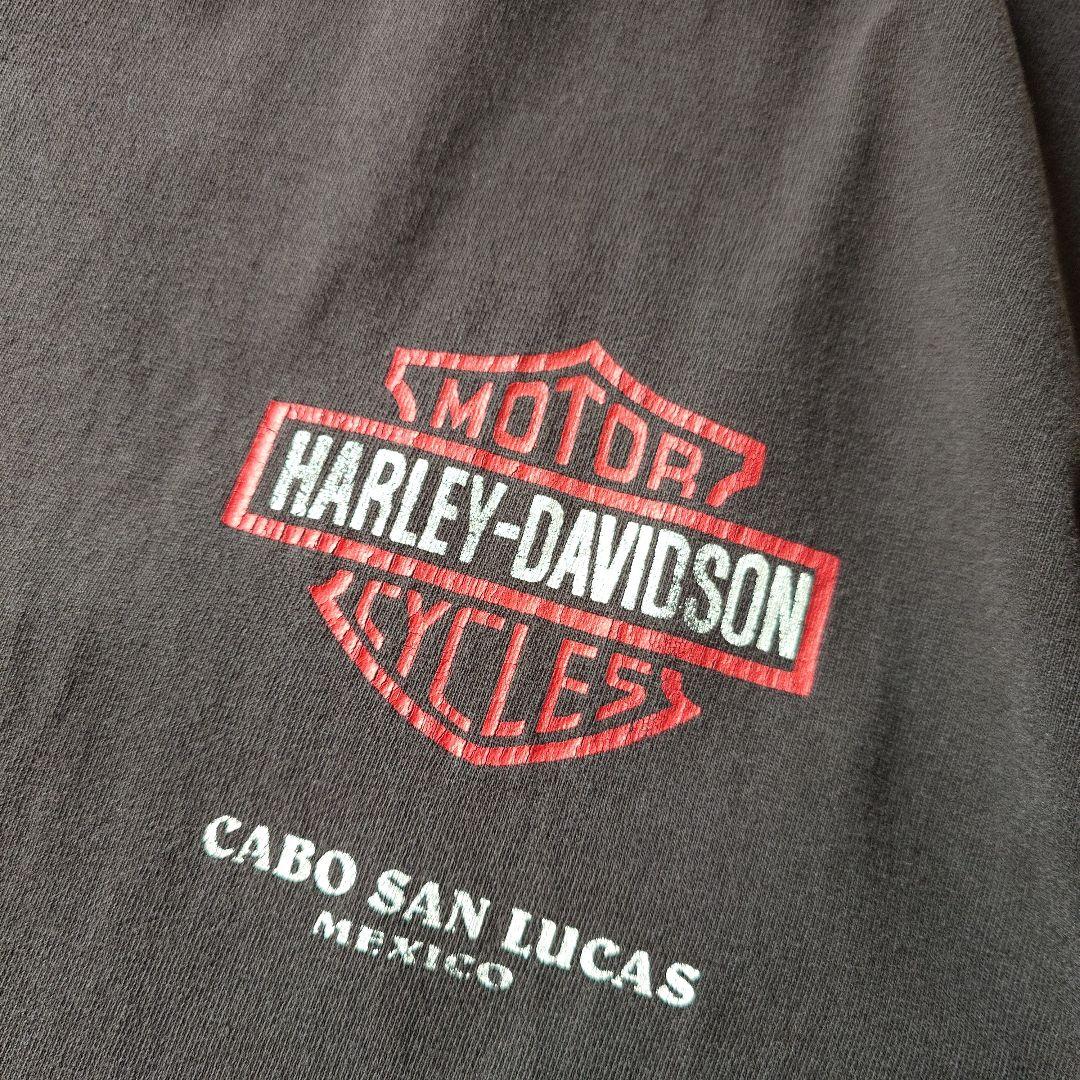 MOTOR
HARLEY-DAVIDSON
CYCLES
CABO SAN LUCAS
MEXICO